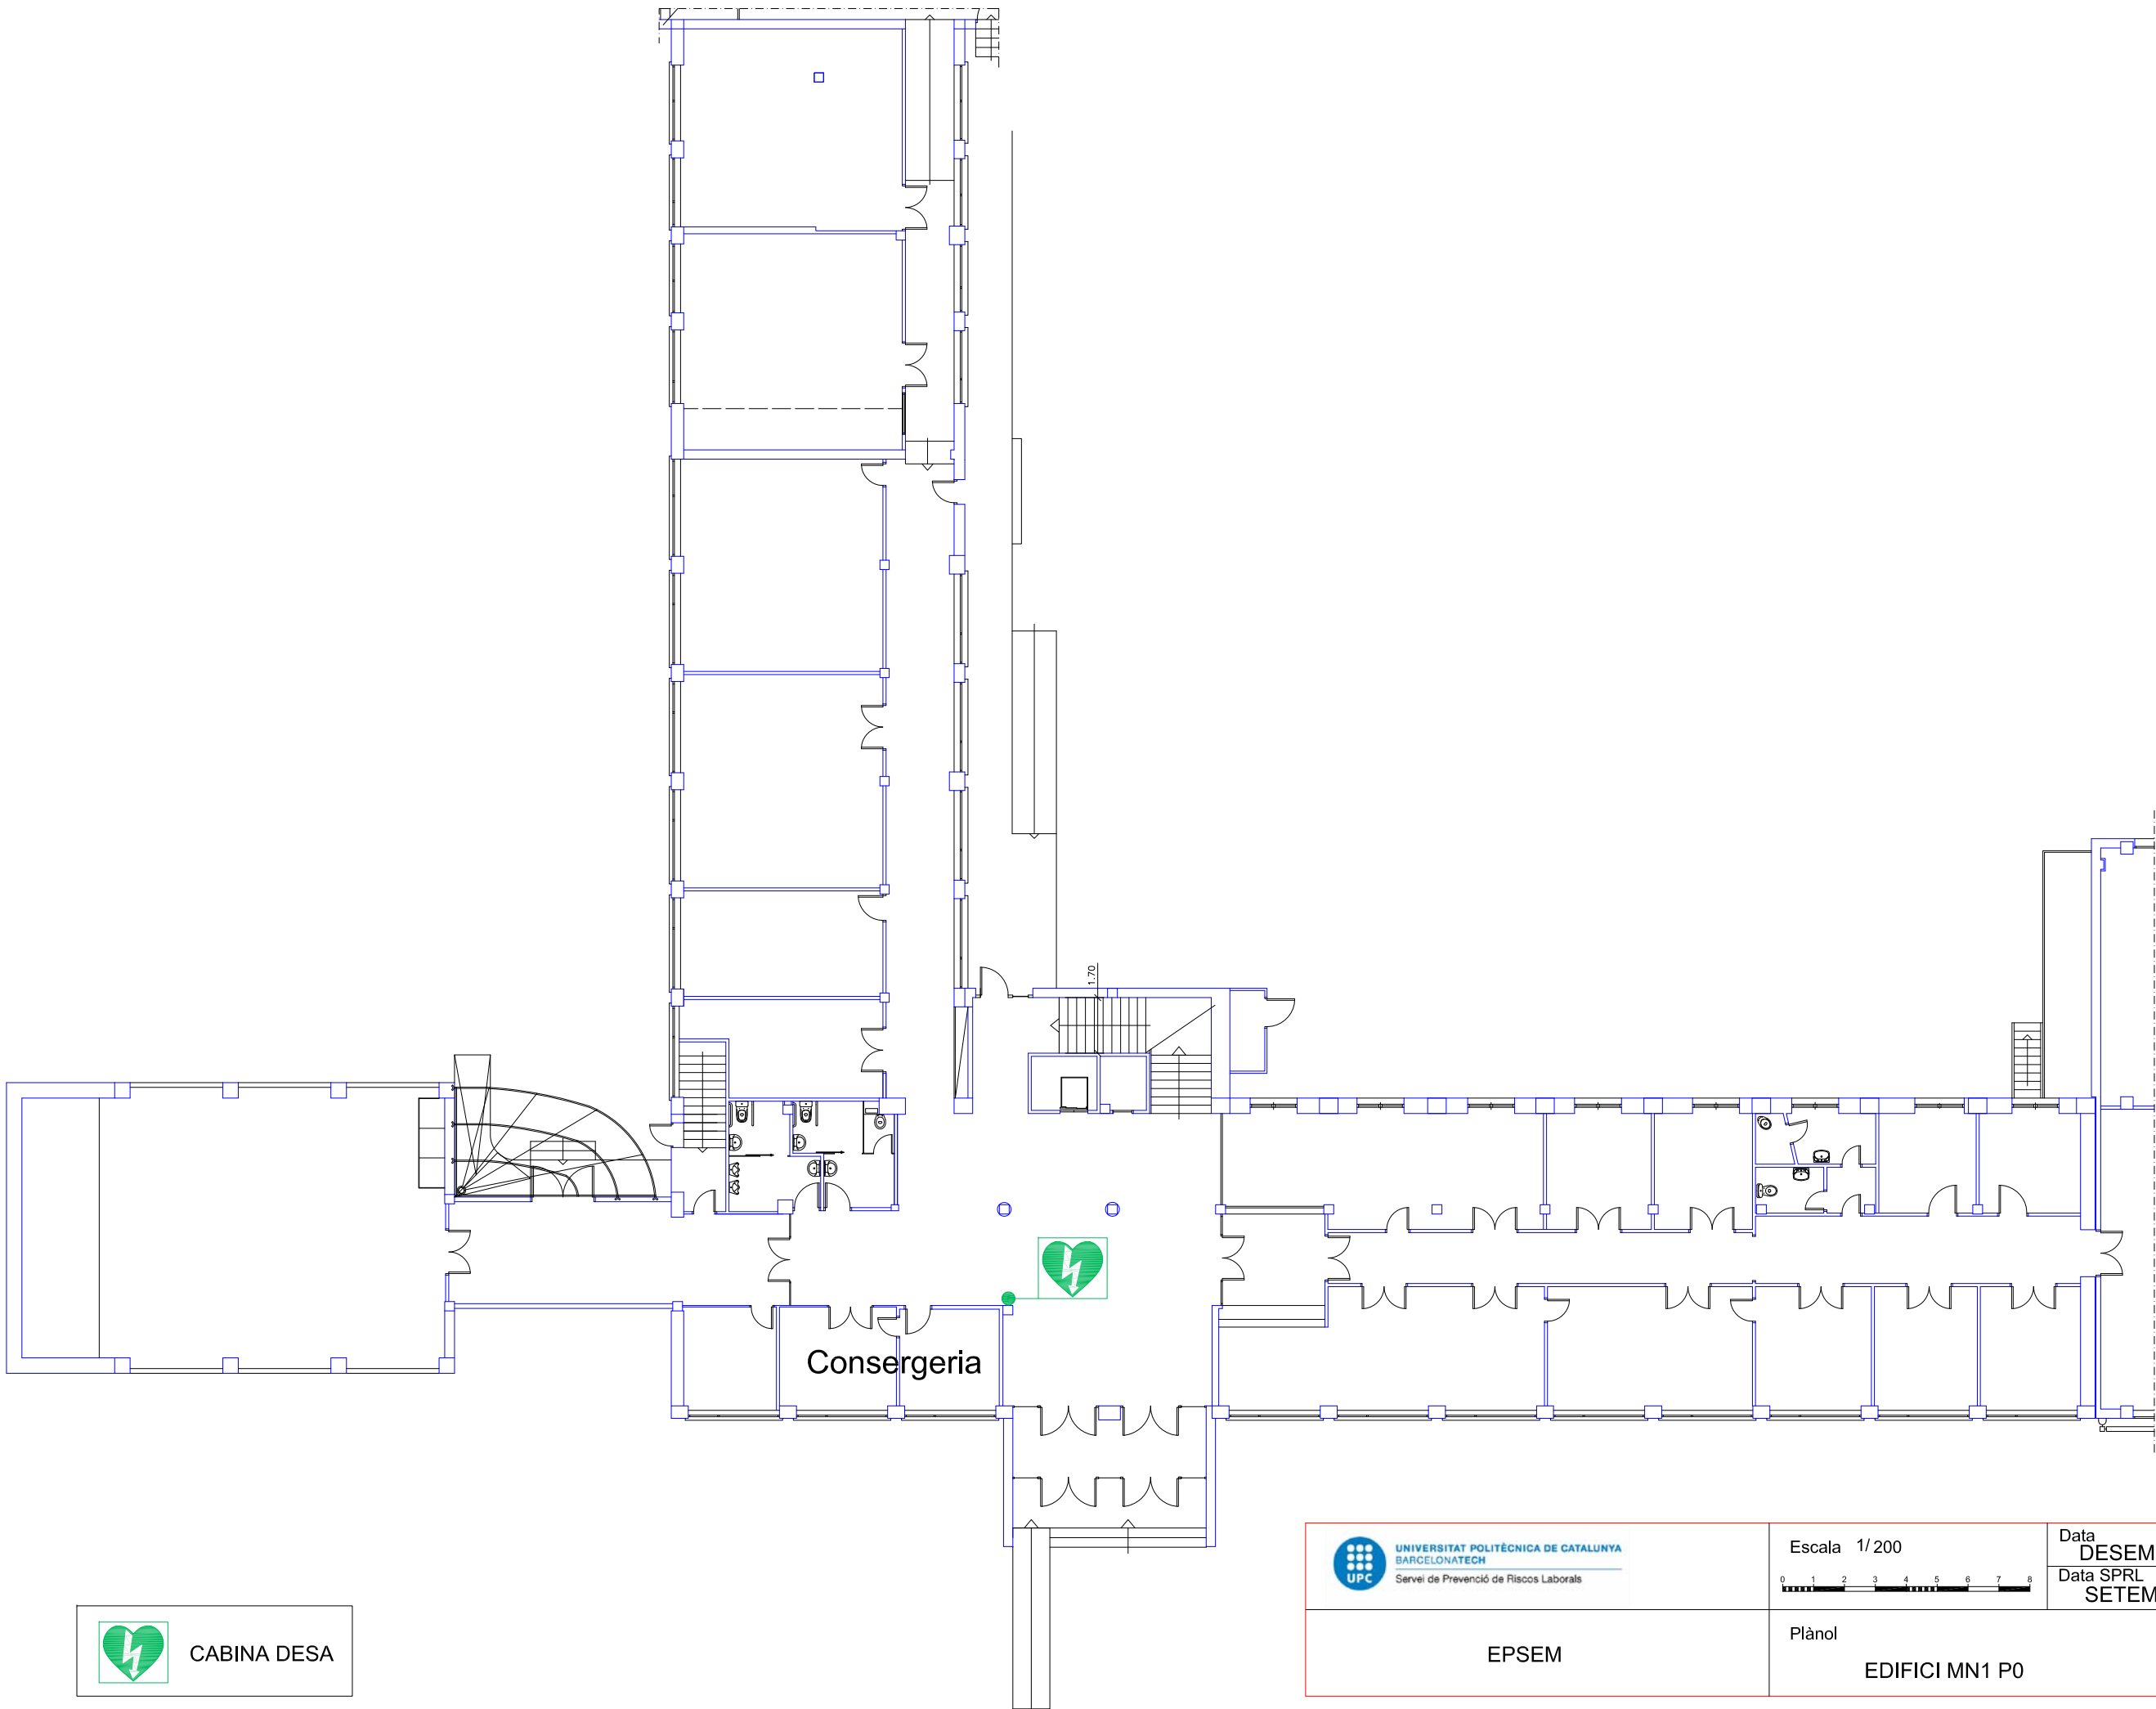 1.70
Consergeria
CABINA DESA
UPC
UNIVERSITAT POLITÈCNICA DE CATALUNYA
BARCELONATECH
Servei de Prevenció de Riscos Laborals
EPSEM
Escala 1/200
0 1 2 3 4 5 6 7 8
Data
DESEM
Data SPRL
SETEM
Plànol
EDIFICI MN1 P0